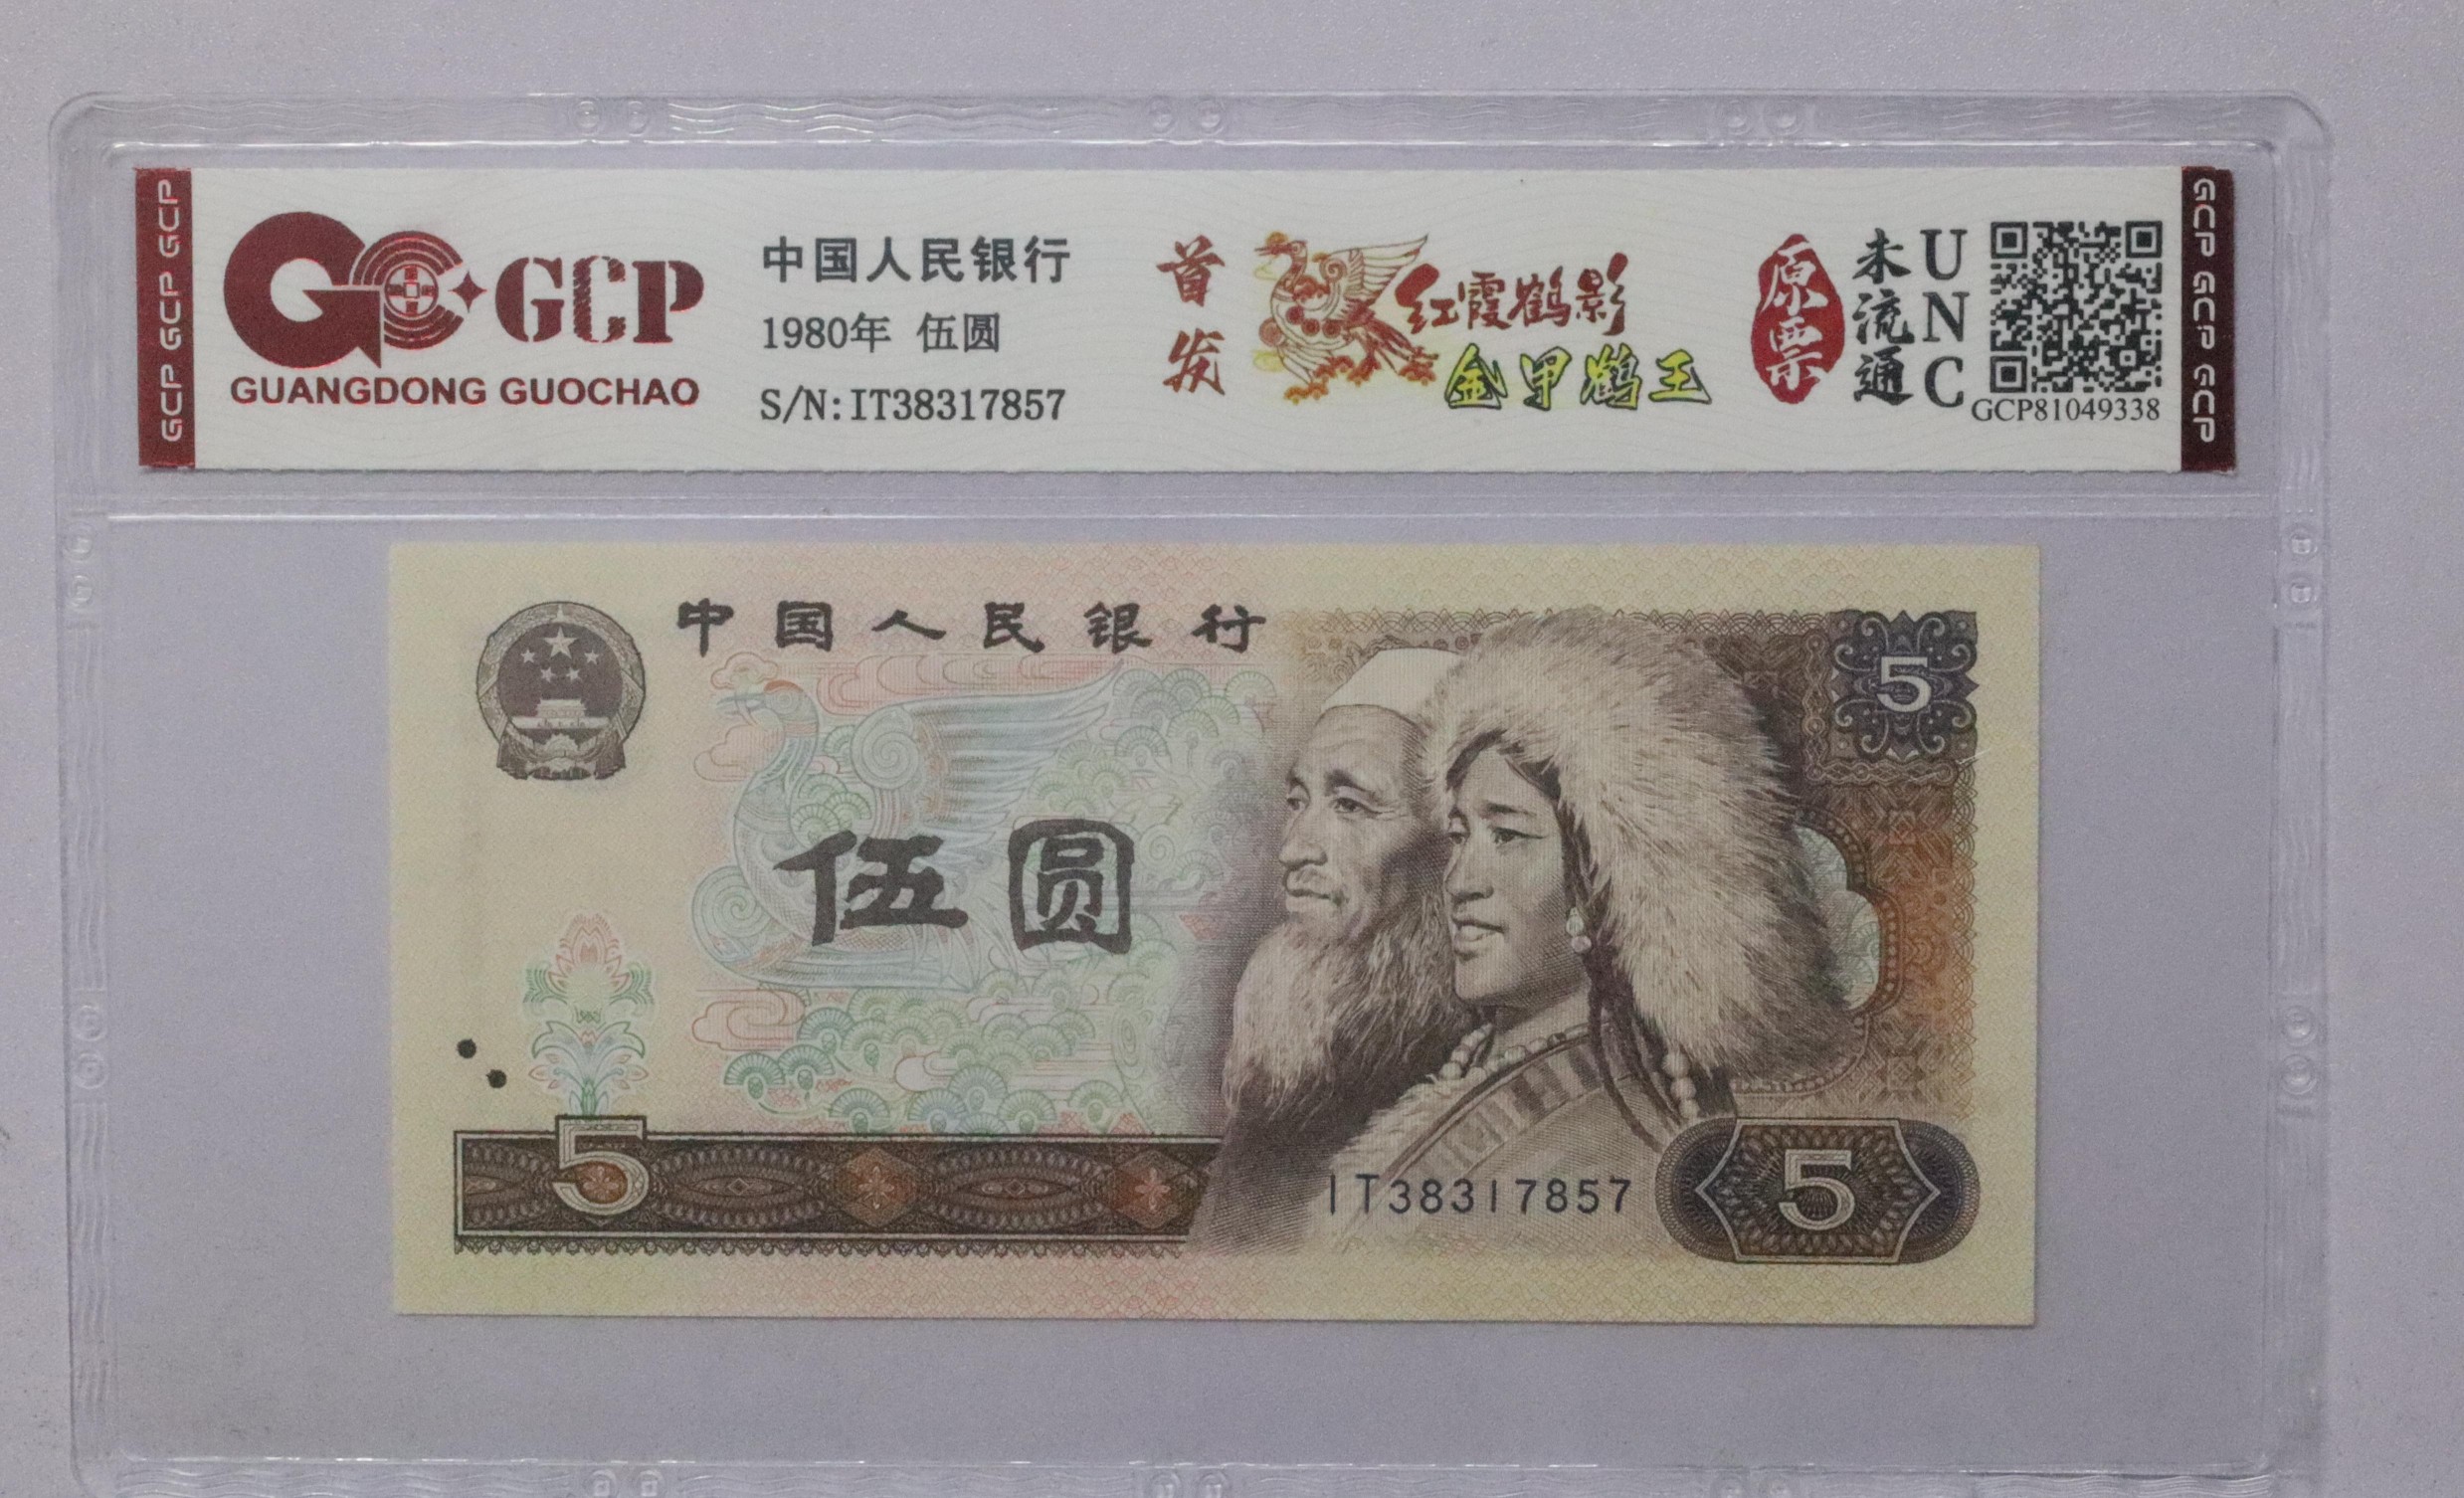 GCP GCP GCP
GCP
GUANGDONG GUOCHAO
中国人民银行
1980年 伍圆
S/N:IT38317857
首发
红霞鹤影
金甲鹤王
原票
未流通
UNC
GCP81049338
GCP GCP GCP
中国人民银行
5
伍圆
5
IT38317857
5